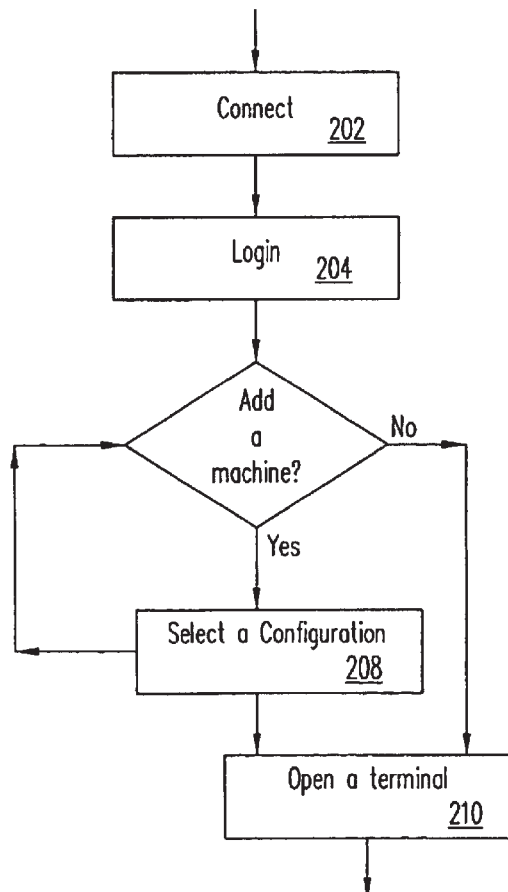 Connect
202
Login
204
Add
a
machine?
No
Yes
Select a Configuration
208
Open a terminal
210